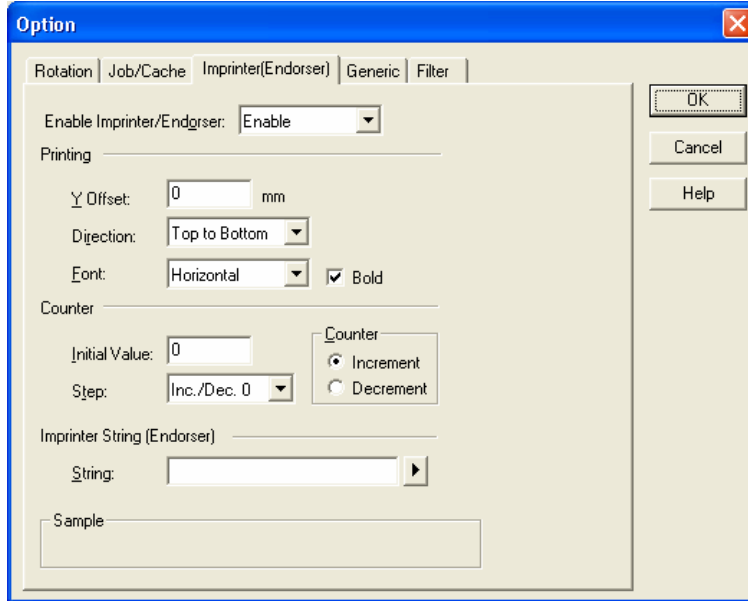 Option
Rotation Job/Cache Imprinter(Endorser) Generic Filter
OK
Enable Imprinter/Endorser: Enable
Cancel
Printing
Help
Y Offset: 0 mm
Direction: Top to Bottom
Font: Horizontal Bold
Counter
Counter
Initial Value: 0
Increment
Step: Inc./Dec. 0
Decrement
Imprinter String (Endorser)
String:
Sample